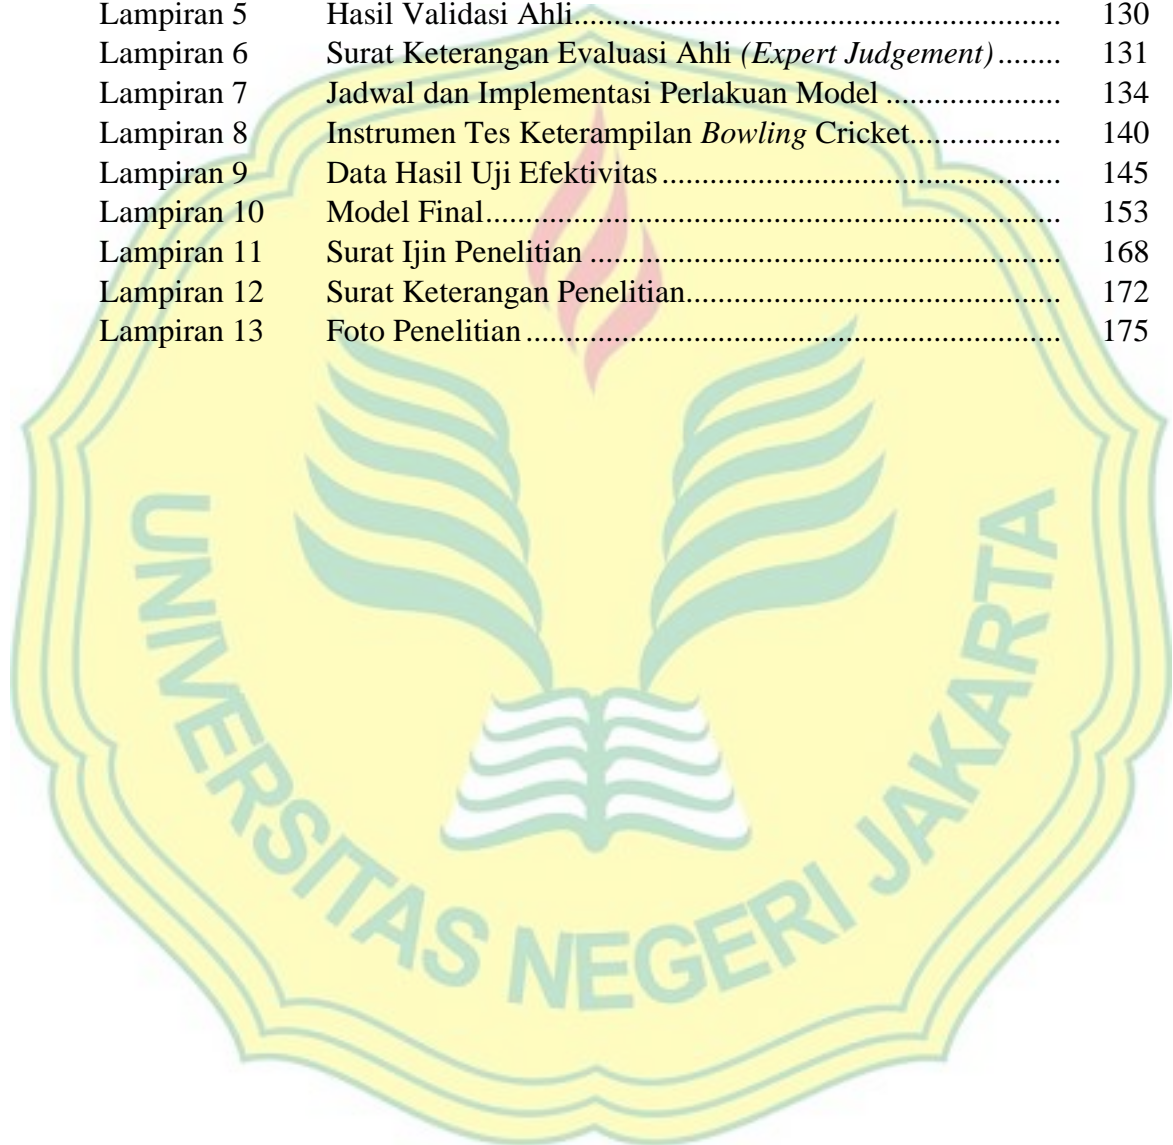 Lampiran 5 Hasil Validasi Ahli............................................................... 130
Lampiran 6 Surat Keterangan Evaluasi Ahli (Expert Judgement)........ 131
Lampiran 7 Jadwal dan Implementasi Perlakuan Model...................... 134
Lampiran 8 Instrumen Tes Keterampilan Bowling Cricket................... 140
Lampiran 9 Data Hasil Uji Efektivitas.................................................... 145
Lampiran 10 Model Final.......................................................................... 153
Lampiran 11 Surat Ijin Penelitian............................................................. 168
Lampiran 12 Surat Keterangan Penelitian................................................. 172
Lampiran 13 Foto Penelitian..................................................................... 175
UNIVERSITAS NEGERI JAKARTA